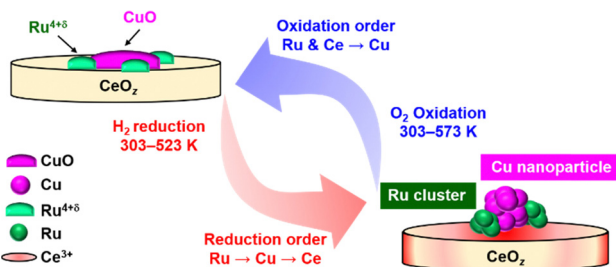 Ru⁴⁺ᵟ
CuO
CeO𝓏
Oxidation order
Ru & Ce → Cu
H₂ reduction
303–523 K
O₂ Oxidation
303–573 K
CuO
Cu
Ru⁴⁺ᵟ
Ru
Ce³⁺
Reduction order
Ru → Cu → Ce
Cu nanoparticle
Ru cluster
CeO𝓏